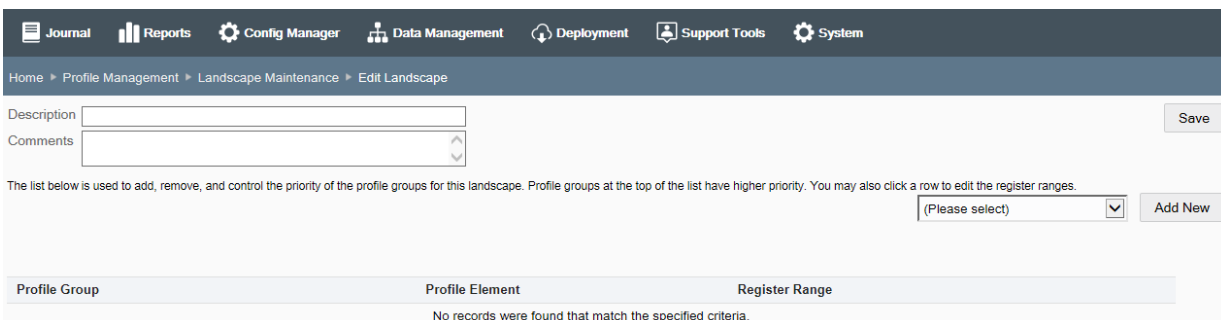 Journal Reports Config Manager Data Management Deployment Support Tools System
Home Profile Management Landscape Maintenance Edit Landscape
Description
Save
Comments
The list below is used to add, remove, and control the priority of the profile groups for this landscape. Profile groups at the top of the list have higher priority. You may also click a row to edit the register ranges.
(Please select) Add New
Profile Group Profile Element Register Range
No records were found that match the specified criteria.